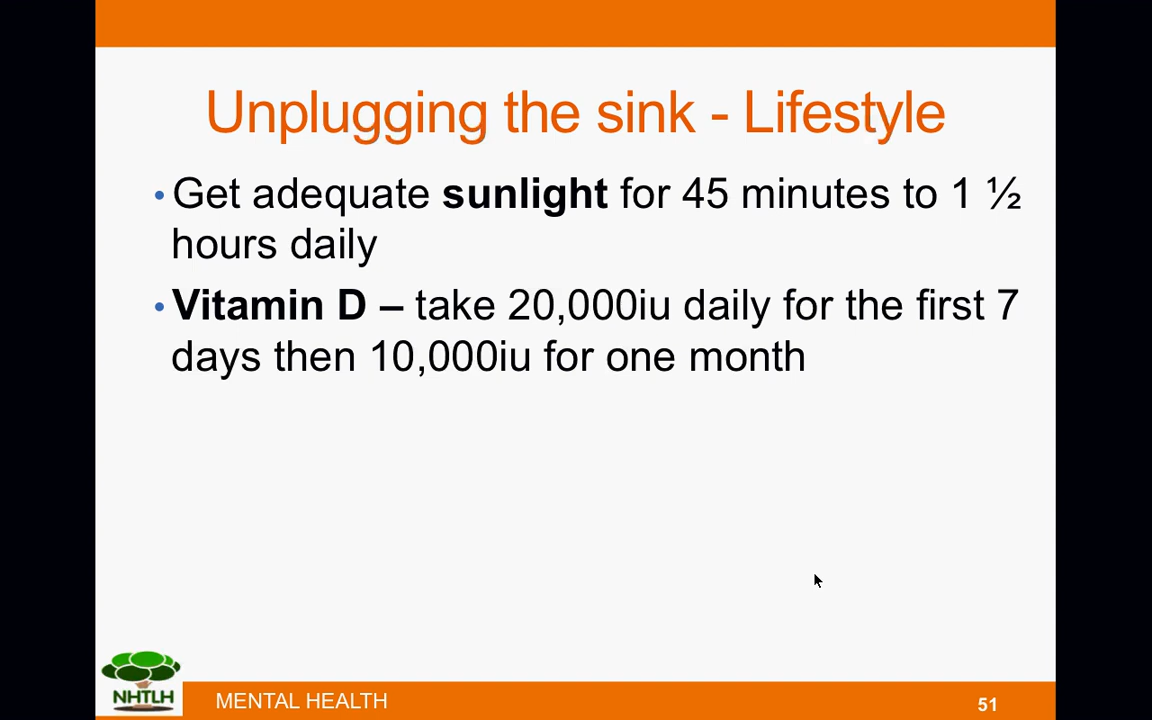 Unplugging the sink - Lifestyle
• Get adequate sunlight for 45 minutes to 1 ½
hours daily
• Vitamin D – take 20,000iu daily for the first 7
days then 10,000iu for one month
NHTLH
MENTAL HEALTH
51